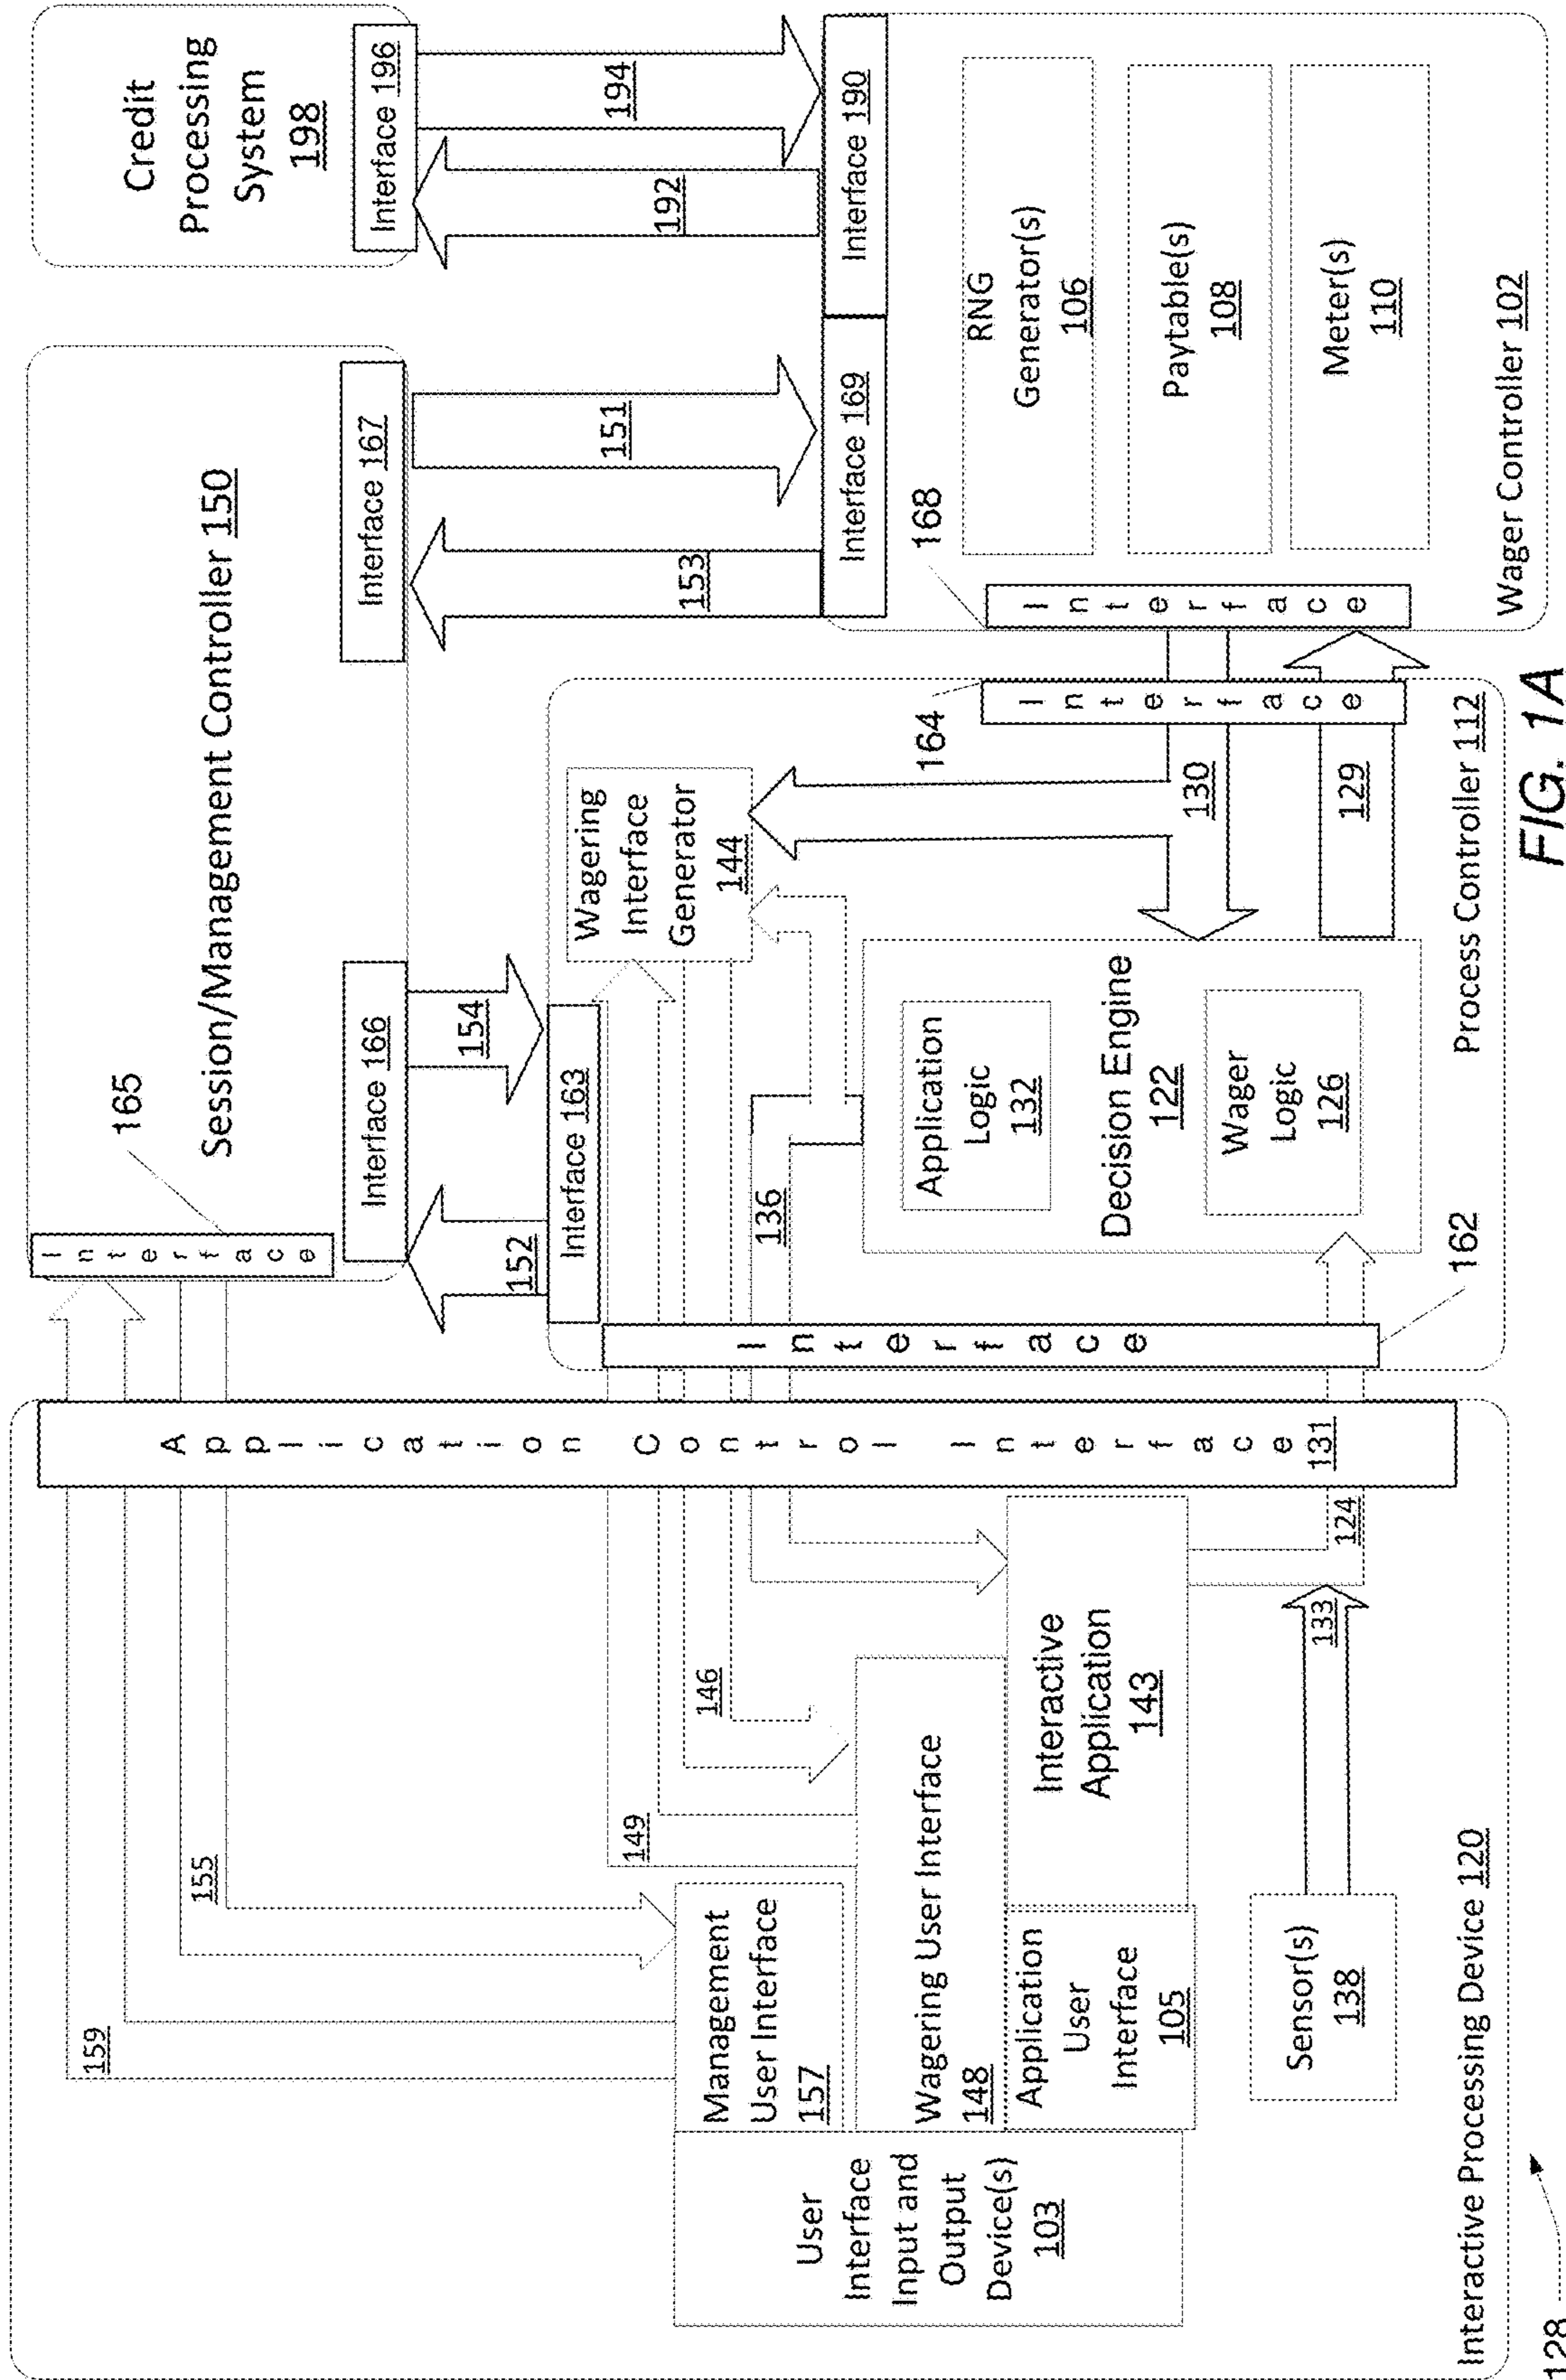 Session/Management Controller 150
165
Interface
Interface 166
Interface 167
Credit
Processing
System
198
Interface 196
159
155
152
154
153
151
192
194
Interface 163
Interface 169
Interface 190
149
146
136
Application Control Interface
131
Interface
162
Wagering
Interface
Generator
144
164
Interface
168
Interface
130
129
Management
User Interface
157
Wagering User Interface
148
User
Interface
Input and
Output
Device(s)
103
Application
User
Interface
105
Interactive
Application
143
Sensor(s)
138
133
124
Application
Logic
132
Decision Engine
122
Wager
Logic
126
RNG
Generator(s)
106
Paytable(s)
108
Meter(s)
110
Interactive Processing Device 120
Process Controller 112
Wager Controller 102
128
FIG. 1A